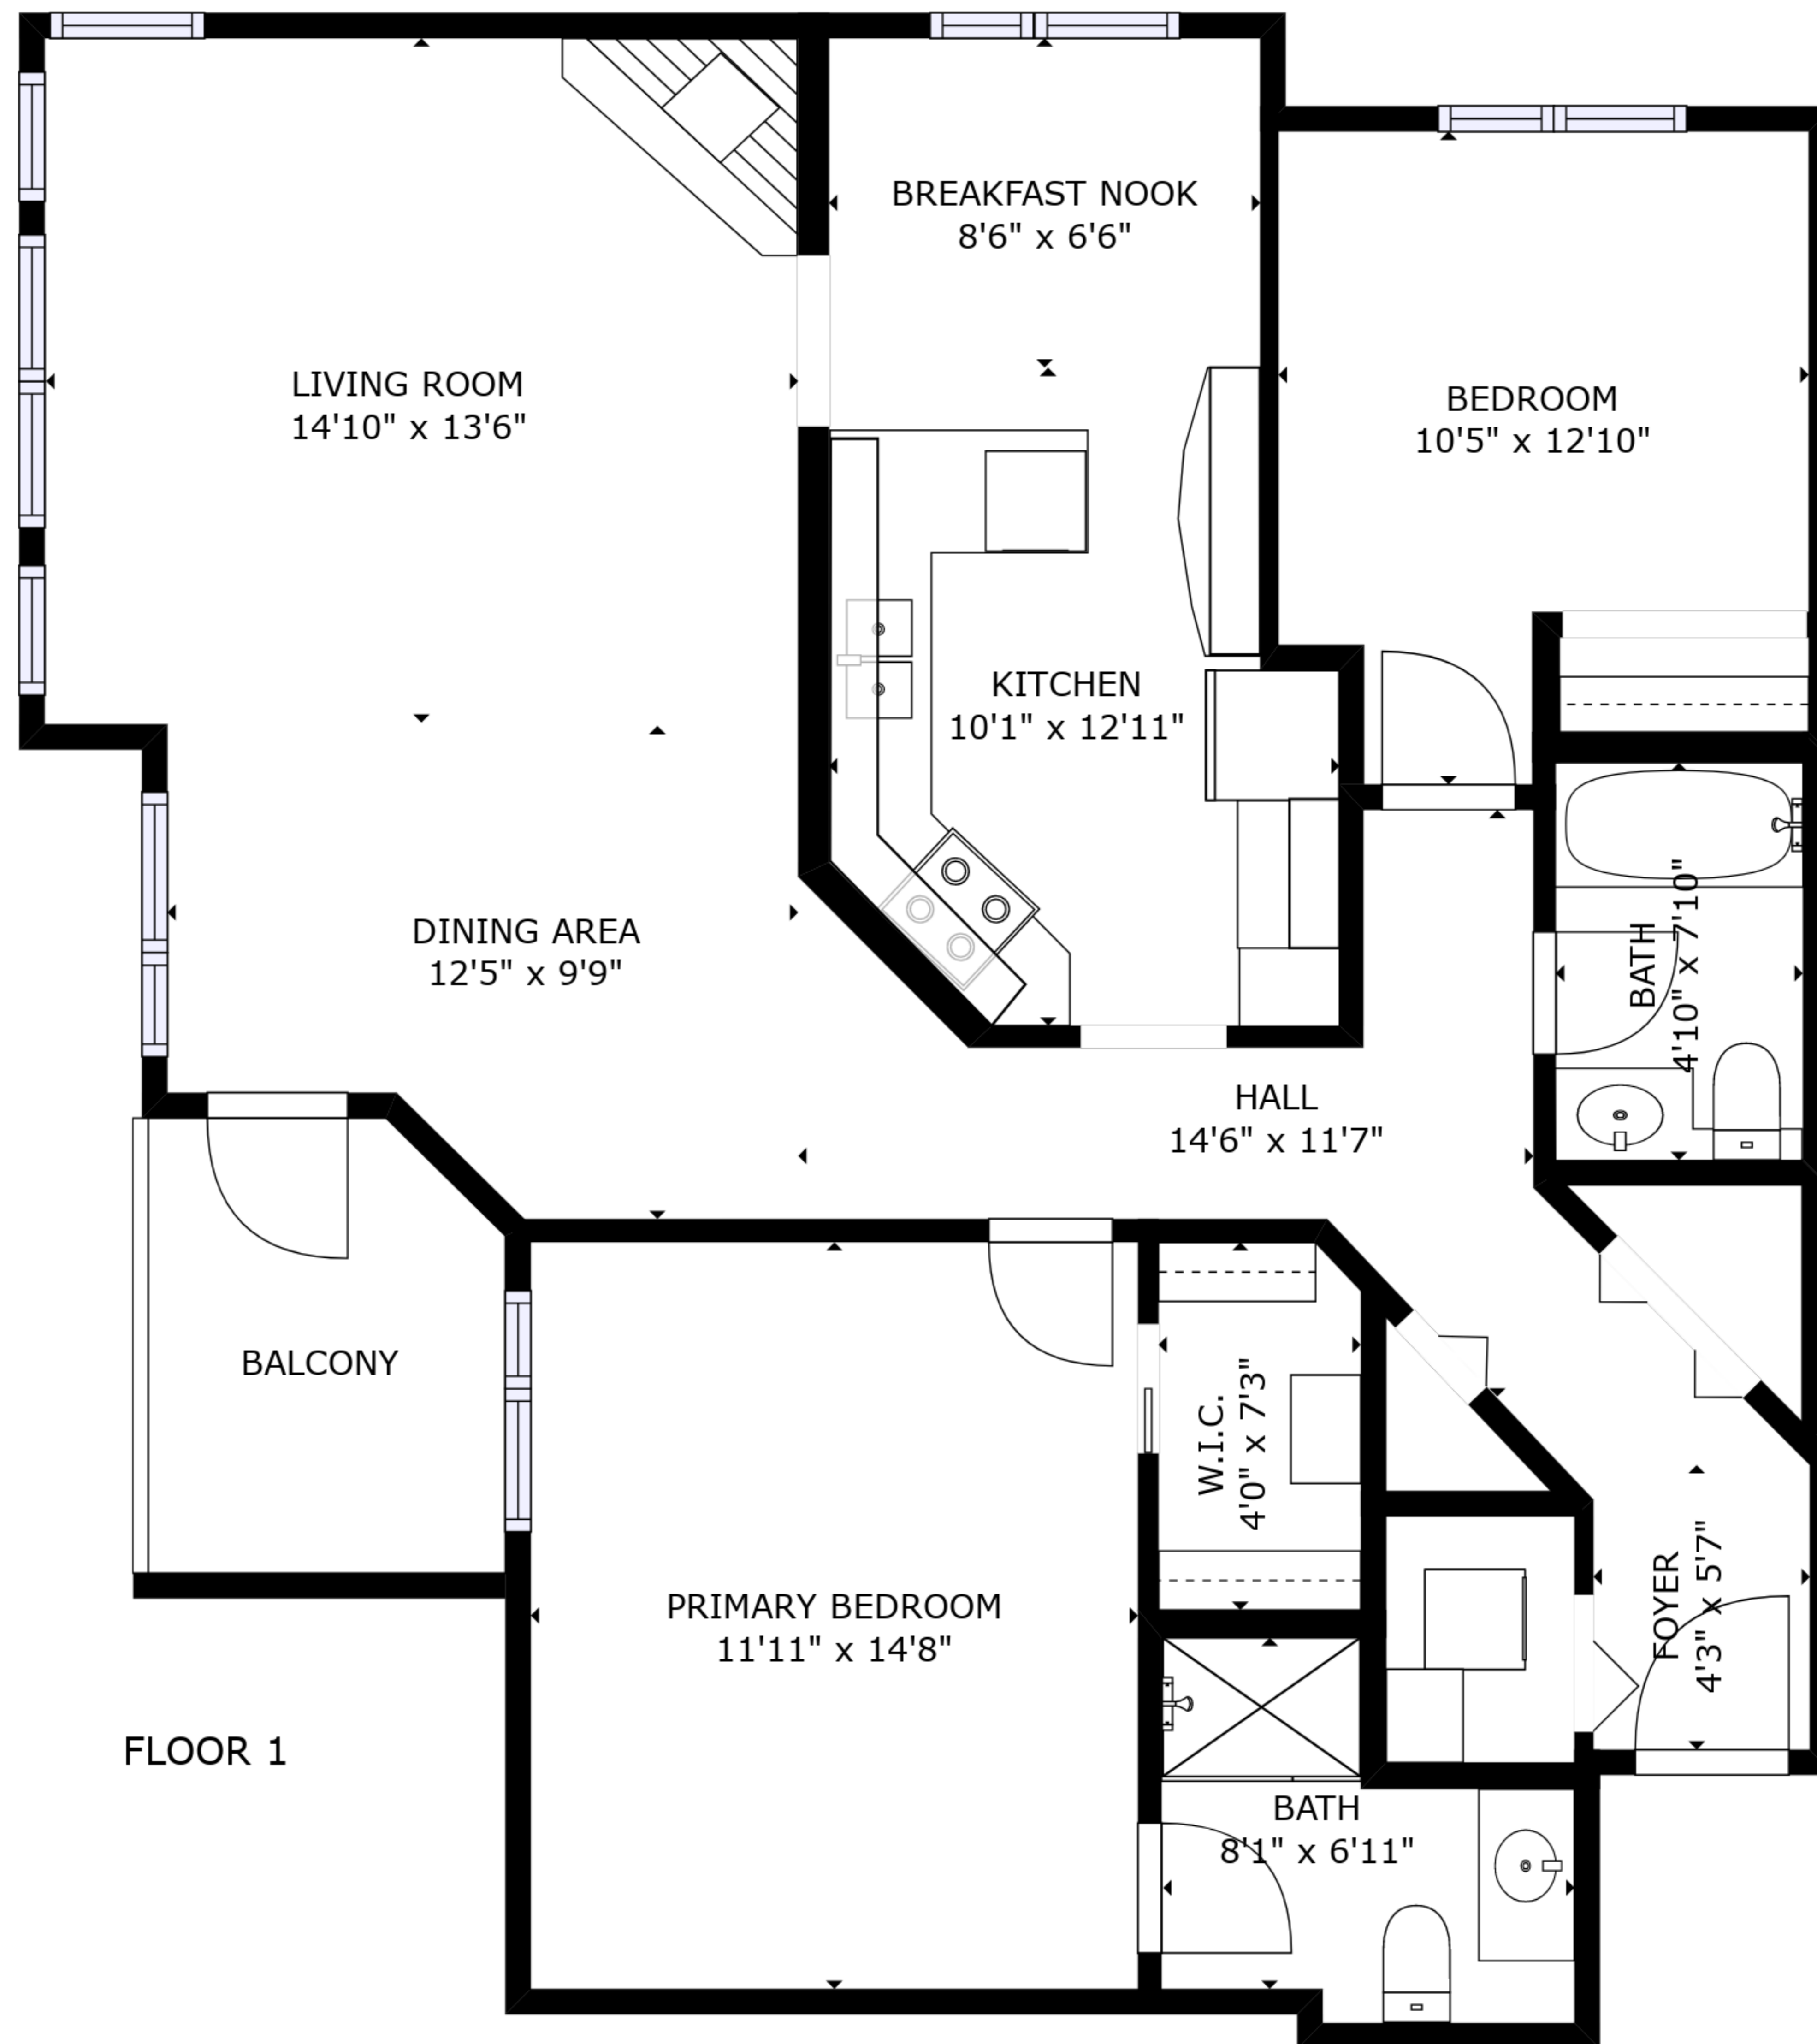 BREAKFAST NOOK
8'6" x 6'6"
LIVING ROOM
14'10" x 13'6"
BEDROOM
10'5" x 12'10"
KITCHEN
10'1" x 12'11"
DINING AREA
12'5" x 9'9"
BATH
4'10" x 7'10"
HALL
14'6" x 11'7"
BALCONY
W.I.C.
4'0" x 7'3"
PRIMARY BEDROOM
11'11" x 14'8"
FOYER
4'3" x 5'7"
FLOOR 1
BATH
8'1" x 6'11"